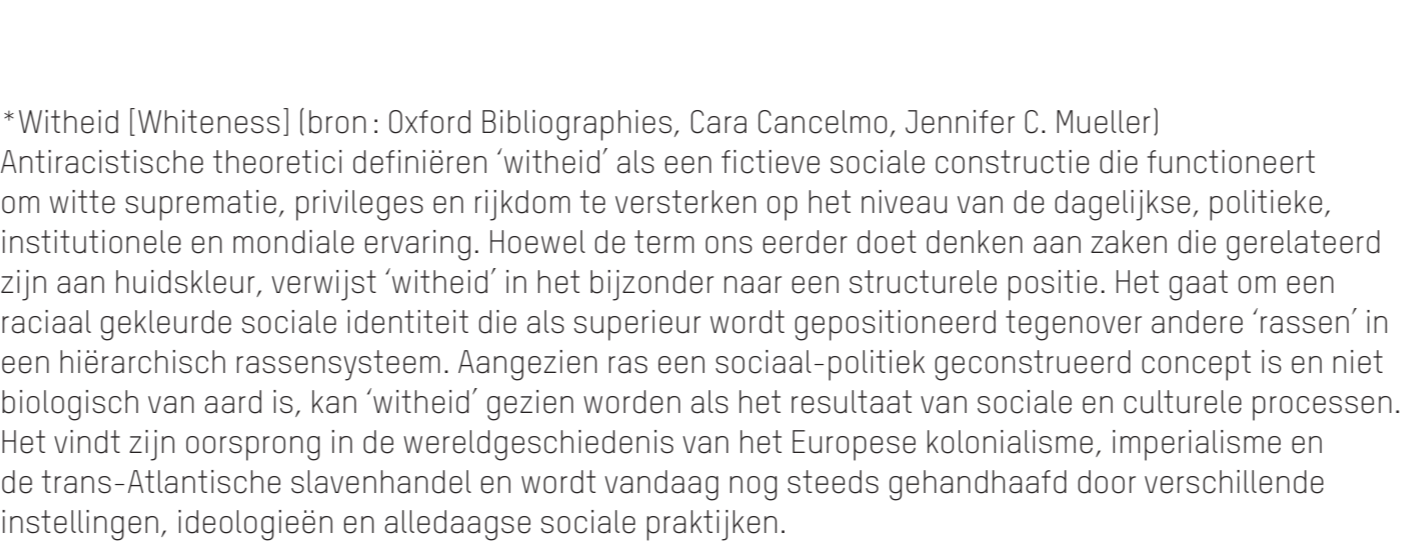 *Witheid [Whiteness] (bron: Oxford Bibliographies, Cara Cancelmo, Jennifer C. Mueller)
Antiracistische theoretici definiëren ‘witheid’ als een fictieve sociale constructie die functioneert
om witte suprematie, privileges en rijkdom te versterken op het niveau van de dagelijkse, politieke,
institutionele en mondiale ervaring. Hoewel de term ons eerder doet denken aan zaken die gerelateerd
zijn aan huidskleur, verwijst ‘witheid’ in het bijzonder naar een structurele positie. Het gaat om een
raciaal gekleurde sociale identiteit die als superieur wordt gepositioneerd tegenover andere ‘rassen’ in
een hiërarchisch rassensysteem. Aangezien ras een sociaal-politiek geconstrueerd concept is en niet
biologisch van aard is, kan ‘witheid’ gezien worden als het resultaat van sociale en culturele processen.
Het vindt zijn oorsprong in de wereldgeschiedenis van het Europese kolonialisme, imperialisme en
de trans-Atlantische slavenhandel en wordt vandaag nog steeds gehandhaafd door verschillende
instellingen, ideologieën en alledaagse sociale praktijken.